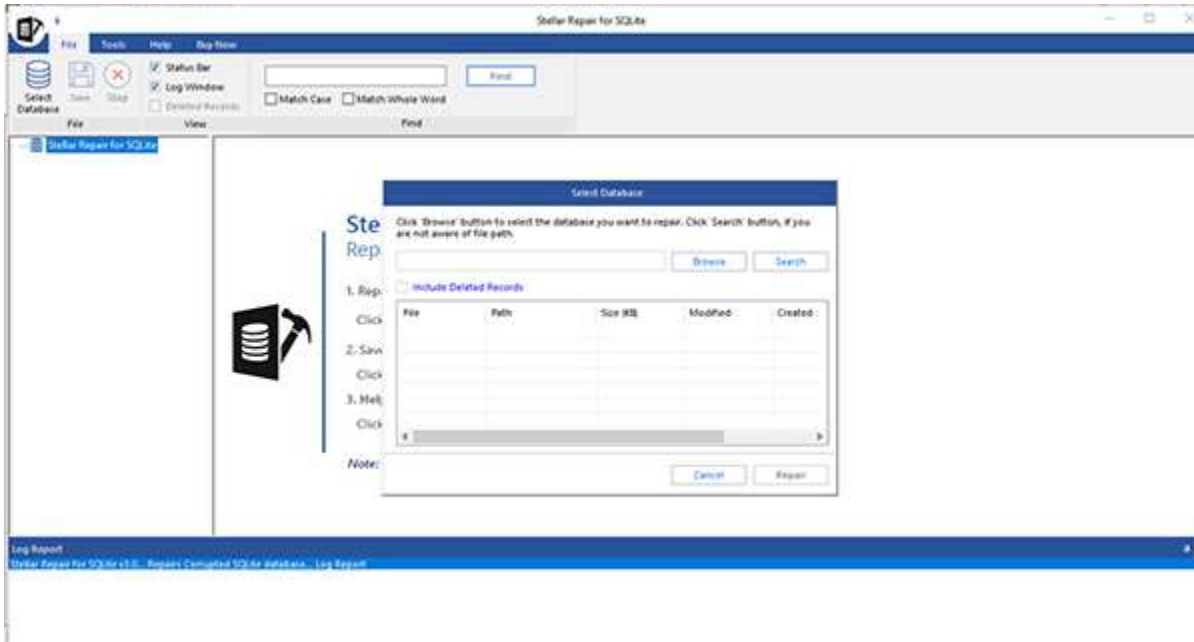 Stellar Repair for SQLite
File Tools Help Buy Now
Select Database
Save
Stop
File
Status Bar
Log Window
Deleted Records
View
Find
Match Case Match Whole Word
Find
Stellar Repair for SQLite
Ste
Rep
1. Rep
Click
2. Save
Click
3. Help
Click
Note:
Select Database
Click 'Browse' button to select the database you want to repair. Click 'Search' button, if you
are not aware of file path.
Browse Search
Include Deleted Records
File Path Size (KB) Modified Created
Cancel Repair
Log Report
Stellar Repair for SQLite v3.0... Repairs Corrupted SQLite database... Log Report